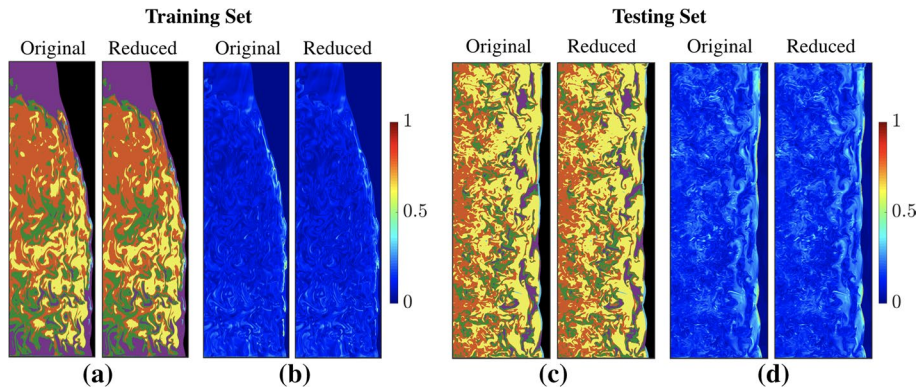 Training Set
Testing Set
Original Reduced Original Reduced
Original Reduced Original Reduced
1
0.5
0
1
0.5
0
(a) (b) (c) (d)